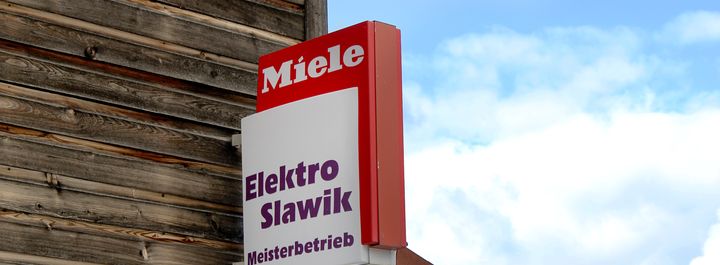 Miele
Elektro
Slawik
Meisterbetrieb